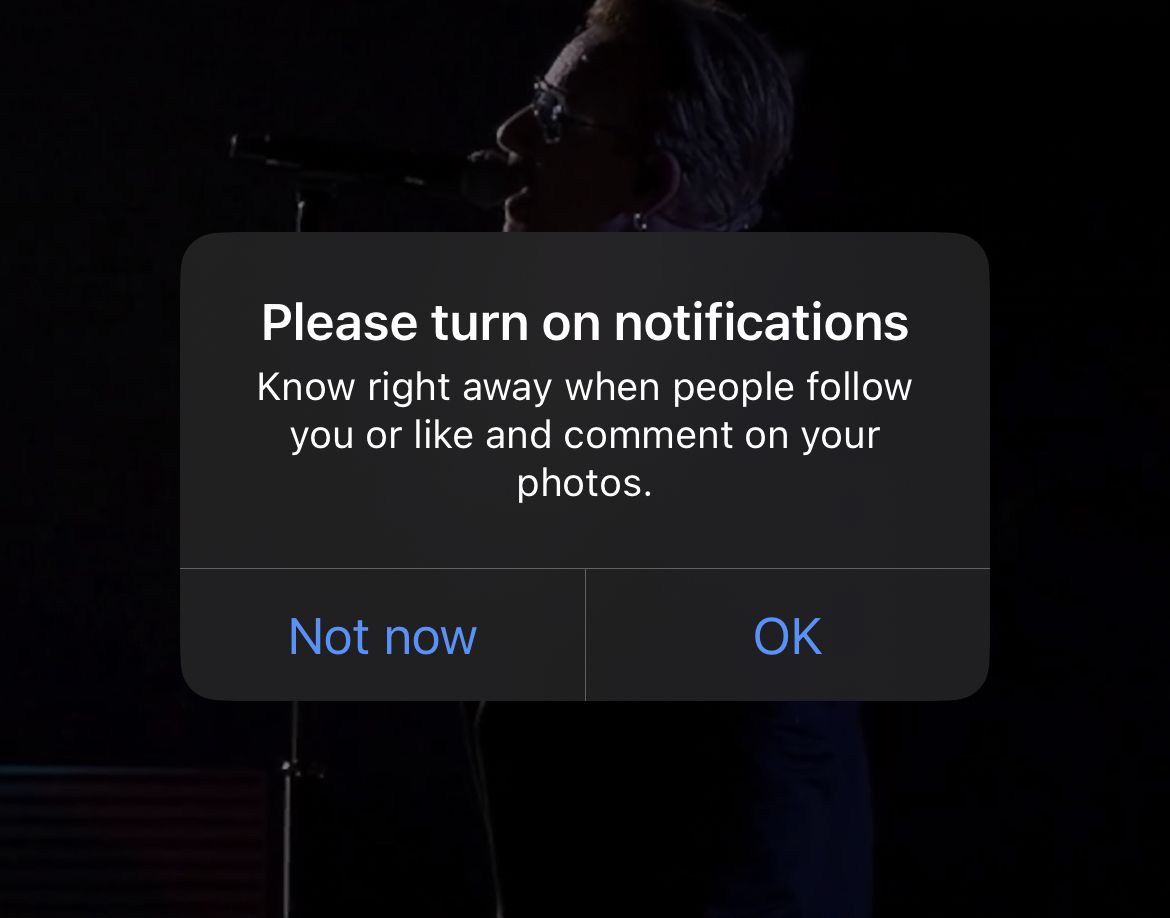 Please turn on notifications
Know right away when people follow
you or like and comment on your
photos.
Not now
OK